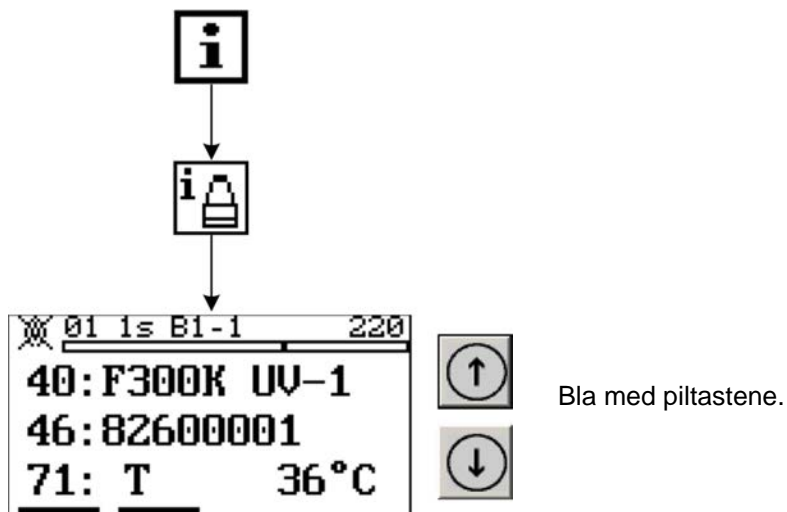 i
i
01 1s B1-1 220
40:F300K UV-1
46:82600001
71: T 36°C
Bla med piltastene.